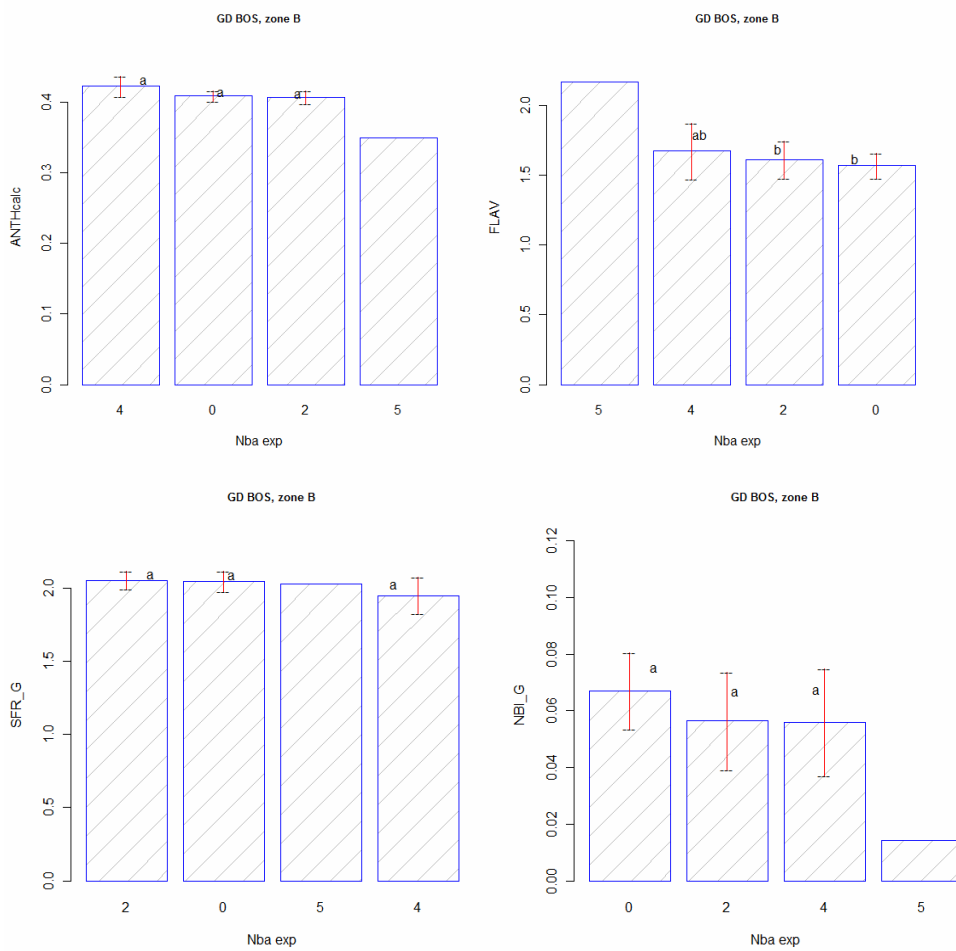 GD BOS, zone B
ANTHcalc
0.4
0.3
0.2
0.1
0.0
a a a
4 0 2 5
Nba exp
GD BOS, zone B
FLAV
2.0
1.5
1.0
0.5
0.0
ab b b
5 4 2 0
Nba exp
GD BOS, zone B
SFR_G
2.0
1.5
1.0
0.5
0.0
a a a
2 0 5 4
Nba exp
GD BOS, zone B
NBI_G
0.12
0.10
0.08
0.06
0.04
0.02
0.00
a a a
0 2 4 5
Nba exp